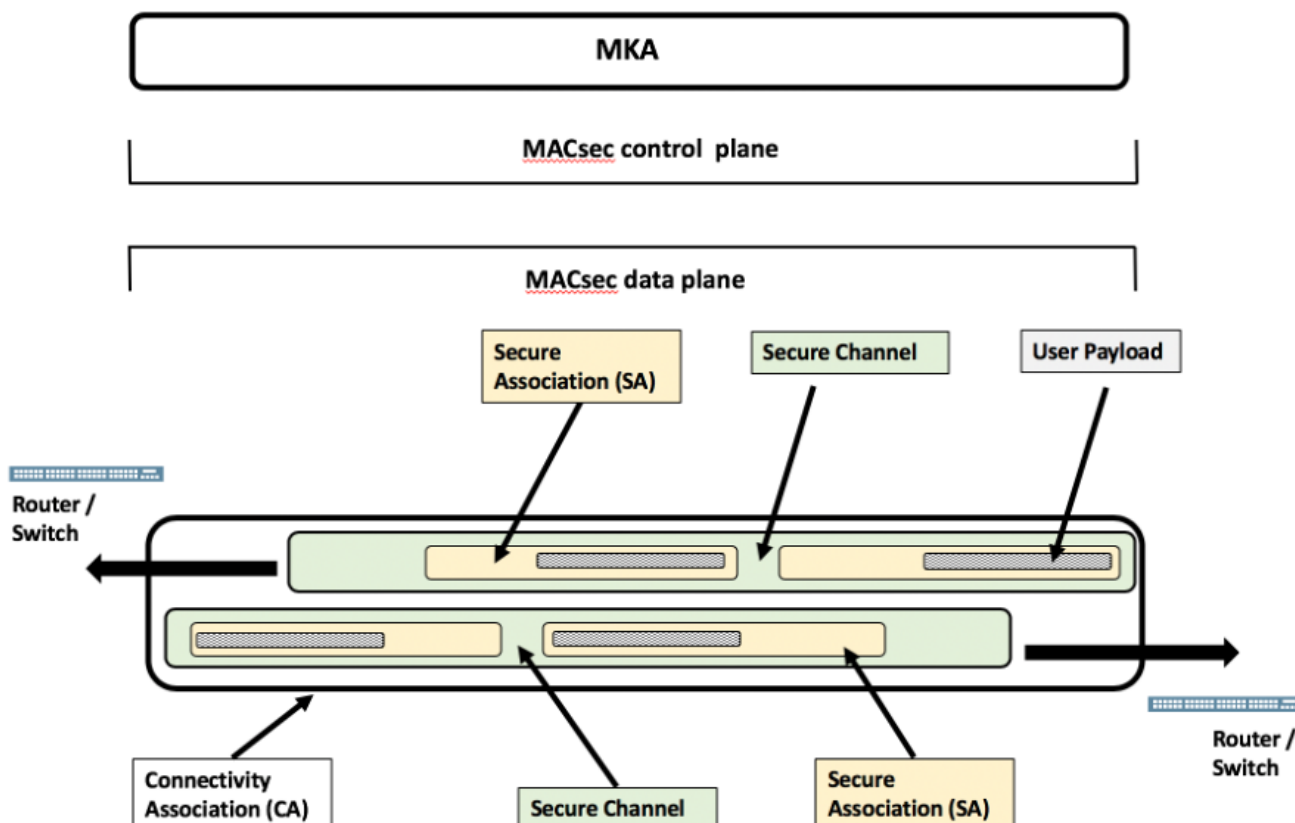 MKA
MACsec control plane
MACsec data plane
Secure
Association (SA)
Secure Channel
User Payload
Router /
Switch
Router /
Switch
Connectivity
Association (CA)
Secure Channel
Secure
Association (SA)